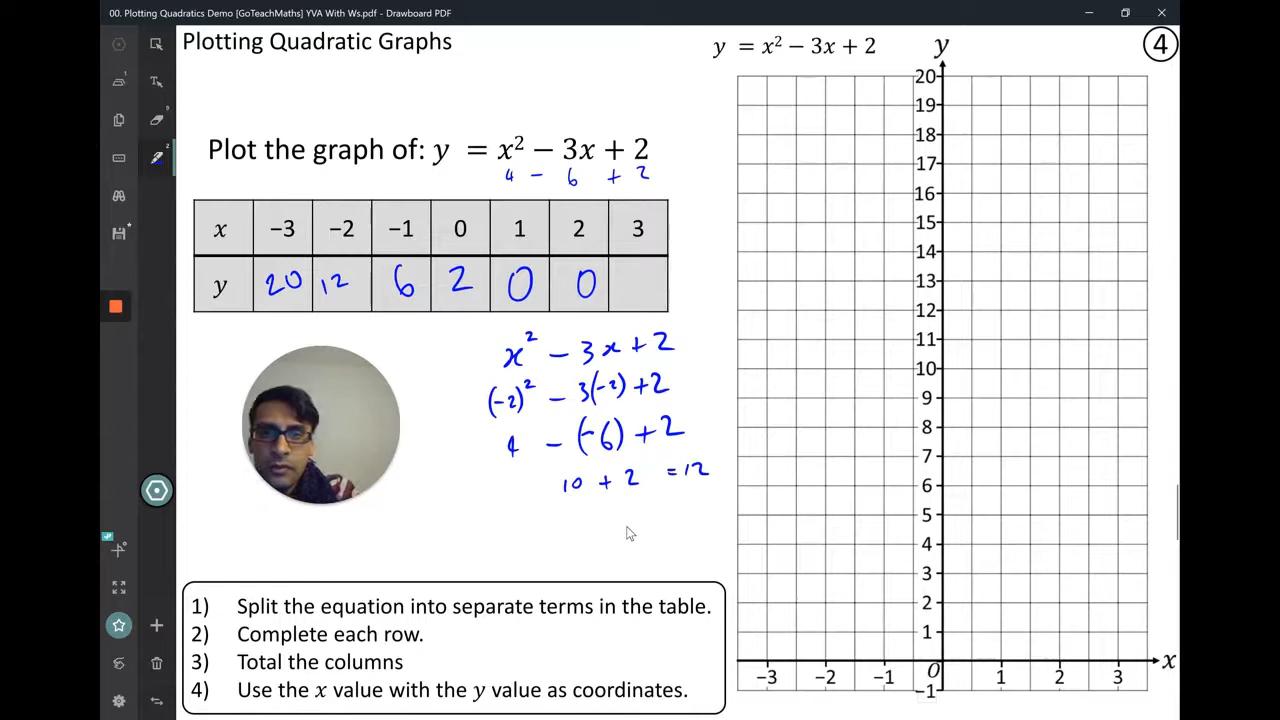 00. Plotting Quadratics Demo [GoTeachMaths] YVA With Ws.pdf - Drawboard PDF
Plotting Quadratic Graphs
y = x² − 3x + 2
4
Plot the graph of: y = x² − 3x + 2
4 − 6 + 2
x −3 −2 −1 0 1 2 3
y 20 12 6 2 0 0
x² − 3x + 2
(−2)² − 3(−2) + 2
4 − (−6) + 2
10 + 2 = 12
1) Split the equation into separate terms in the table.
2) Complete each row.
3) Total the columns
4) Use the x value with the y value as coordinates.
y
20
19
18
17
16
15
14
13
12
11
10
9
8
7
6
5
4
3
2
1
O x
−3 −2 −1 1 2 3
−1